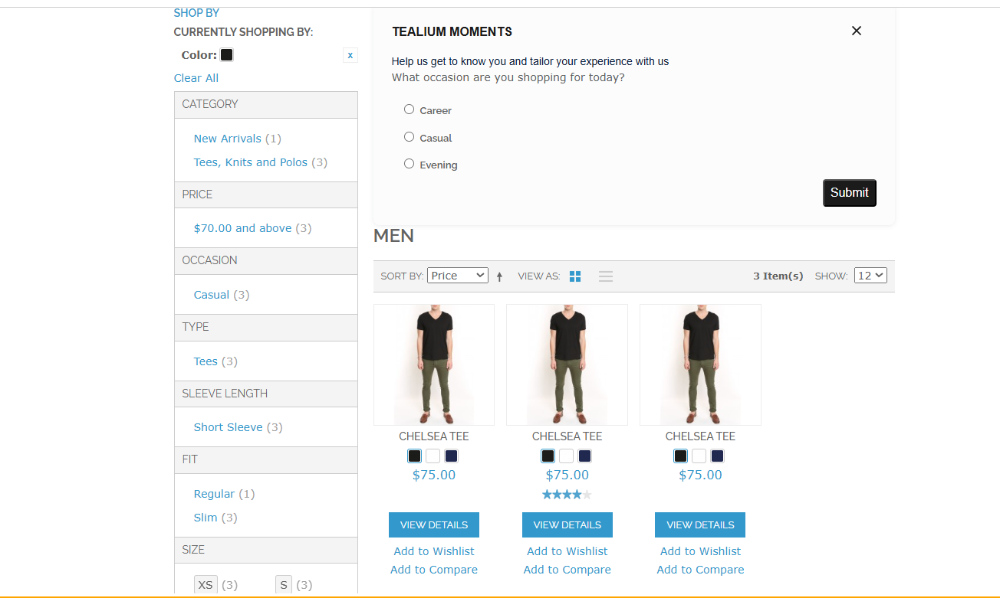 SHOP BY
CURRENTLY SHOPPING BY:
Color:
x
Clear All
CATEGORY
New Arrivals (1)
Tees, Knits and Polos (3)
PRICE
$70.00 and above (3)
OCCASION
Casual (3)
TYPE
Tees (3)
SLEEVE LENGTH
Short Sleeve (3)
FIT
Regular (1)
Slim (3)
SIZE
XS (3) S (3)
TEALIUM MOMENTS
Help us get to know you and tailor your experience with us
What occasion are you shopping for today?
Career
Casual
Evening
Submit
MEN
SORT BY: Price VIEW AS: 3 Item(s) SHOW: 12
CHELSEA TEE CHELSEA TEE CHELSEA TEE
$75.00 $75.00 $75.00
VIEW DETAILS VIEW DETAILS VIEW DETAILS
Add to Wishlist Add to Wishlist Add to Wishlist
Add to Compare Add to Compare Add to Compare